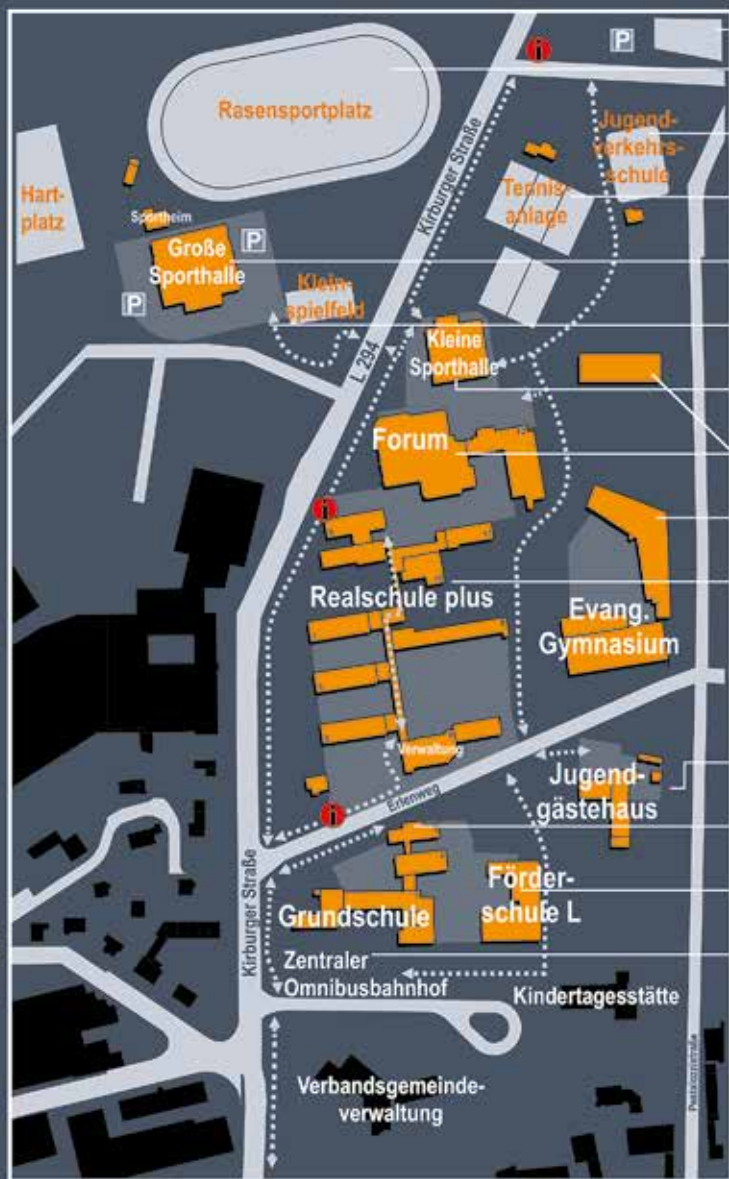 i
P
Rasensportplatz
Kirburger Straße
Jugend-
verkehrs-
schule
Tennis-
anlage
Hart-
platz
Sportheim
Große
Sporthalle
P
P
Klein-
spielfeld
L 294
Kleine
Sporthalle
Forum
i
Realschule plus
Evang.
Gymnasium
Verwaltung
Erlenweg
i
Jugend-
gästehaus
Kirburger Straße
Grundschule
Förder-
schule L
Zentraler
Omnibusbahnhof
Kindertagesstätte
Verbandsgemeinde-
verwaltung
Pestalozzistraße